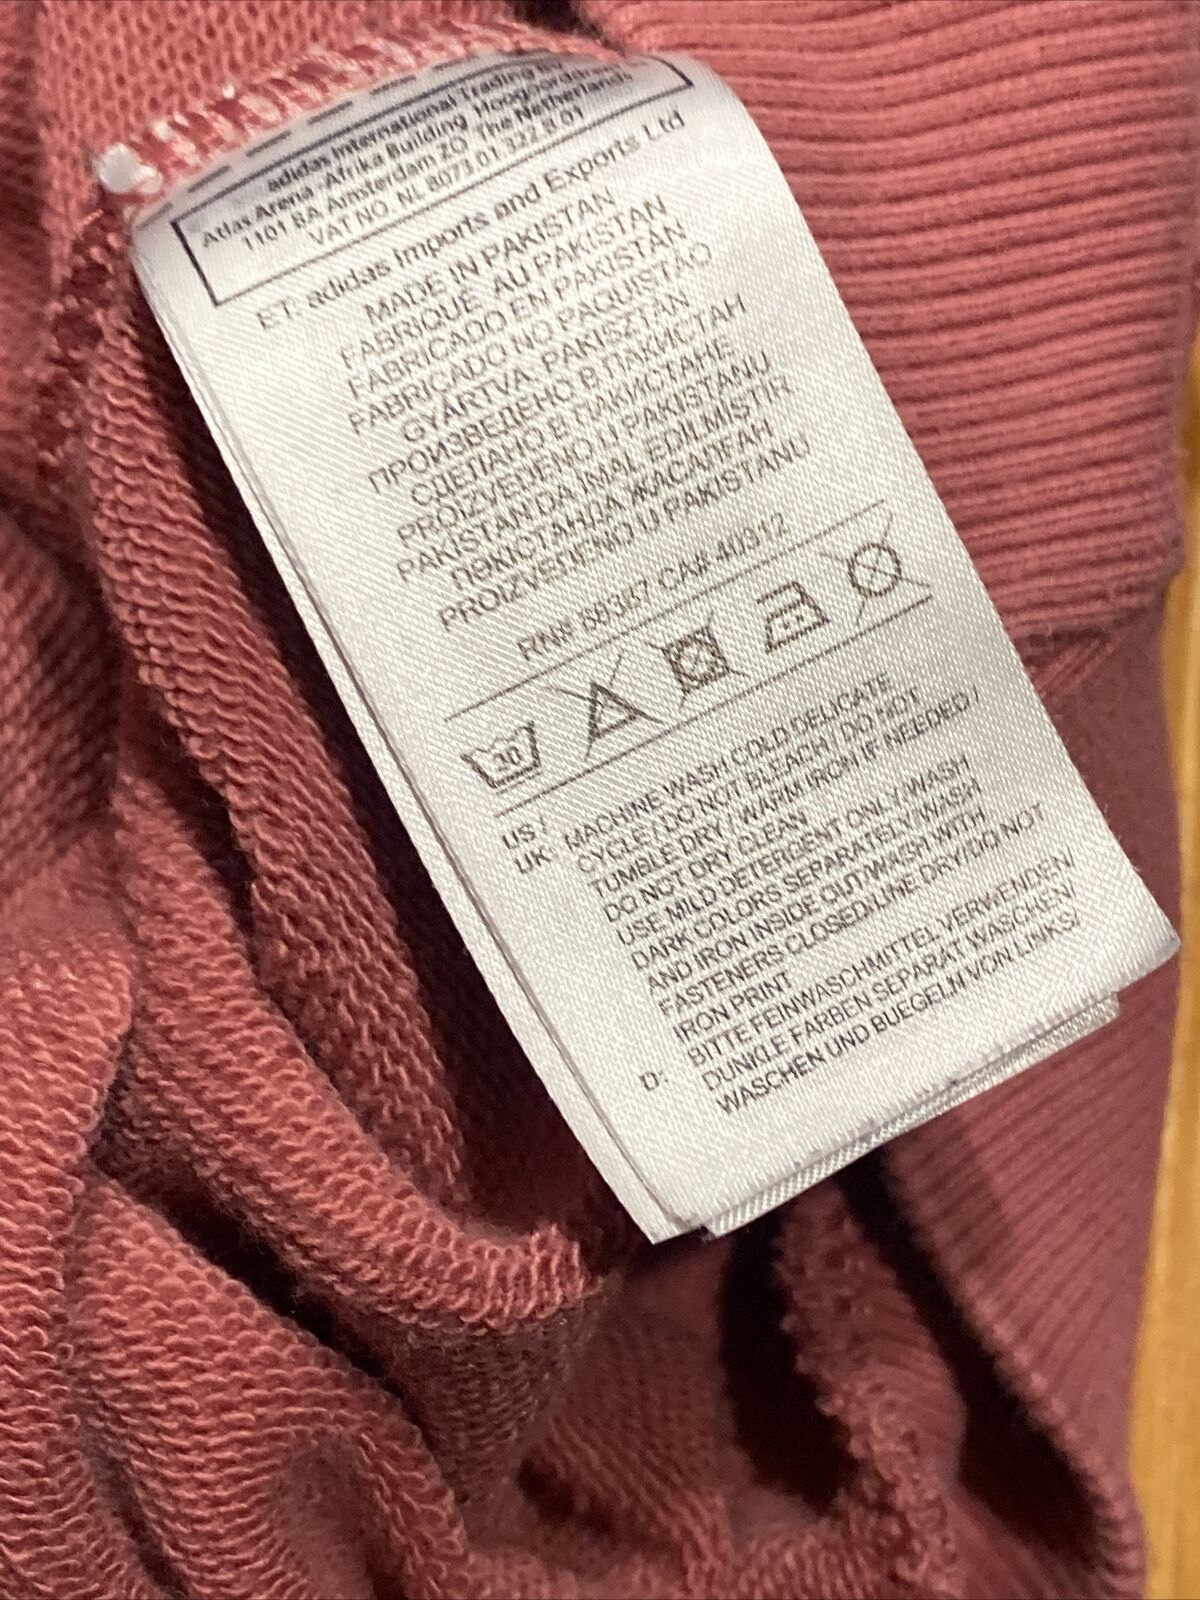 adidas International Trading
Atlas Arena -Afrika Building Hoogoorddreef
1101 BA Amsterdam ZO The Netherlands
VAT NO. NL 8073.01.322.B.01
ET: adidas Imports and Exports Ltd
MADE IN PAKISTAN
FABRIQUÉ AU PAKISTAN
FABRICADO EN PAKISTÁN
FABRICADO NO PAQUISTÃO
GYÁRTVA: PAKISZTÁN
ПРОИЗВЕДЕНО В ПАКИСТАН
СДЕЛАНО В ПАКИСТАНЕ
PROIZVEDENO U PAKISTANU
PAKISTAN'DA İMAL EDİLMİŞTİR
ПӘКІСТАНДА ЖАСАЛҒАН
PROIZVEDENO U PAKISTANU
RN# 88387 CA# 40312
30
US / UK: MACHINE WASH COLD DELICATE
CYCLE / DO NOT BLEACH / DO NOT
TUMBLE DRY / WARM IRON IF NEEDED /
DO NOT DRY CLEAN
USE MILD DETERGENT ONLY/WASH
DARK COLORS SEPARATELY/WASH
AND IRON INSIDE OUT/WASH WITH
FASTENERS CLOSED/LINE DRY/DO NOT
IRON PRINT
D: BITTE FEINWASCHMITTEL VERWENDEN/
DUNKLE FARBEN SEPARAT WASCHEN/
WASCHEN UND BUEGELN VON LINKS/